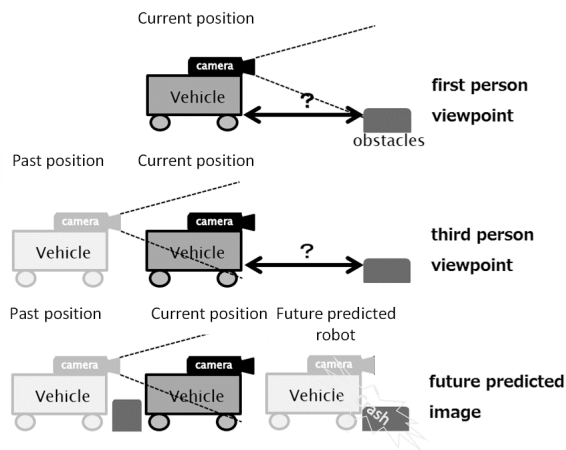 Current position
camera
Vehicle
?
first person
viewpoint
obstacles
Past position Current position
camera camera
Vehicle Vehicle
?
third person
viewpoint
Past position Current position Future predicted
robot
camera camera camera
Vehicle Vehicle Vehicle
ash
future predicted
image